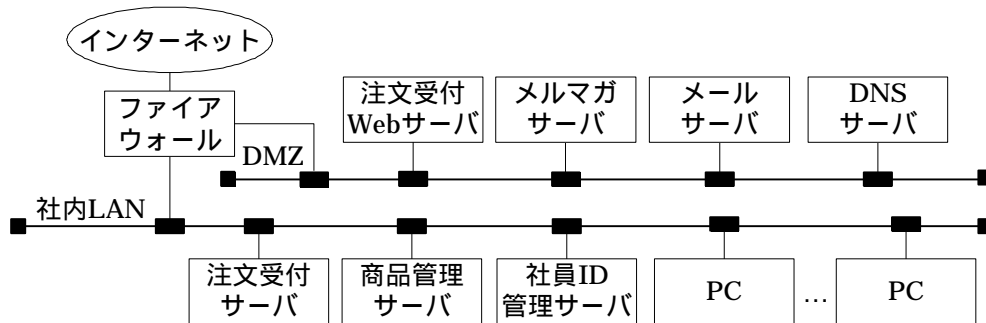 インターネット
ファイア
ウォール
注文受付
Webサーバ
メルマガ
サーバ
メール
サーバ
DNS
サーバ
DMZ
社内LAN
注文受付
サーバ
商品管理
サーバ
社員ID
管理サーバ
PC
…
PC